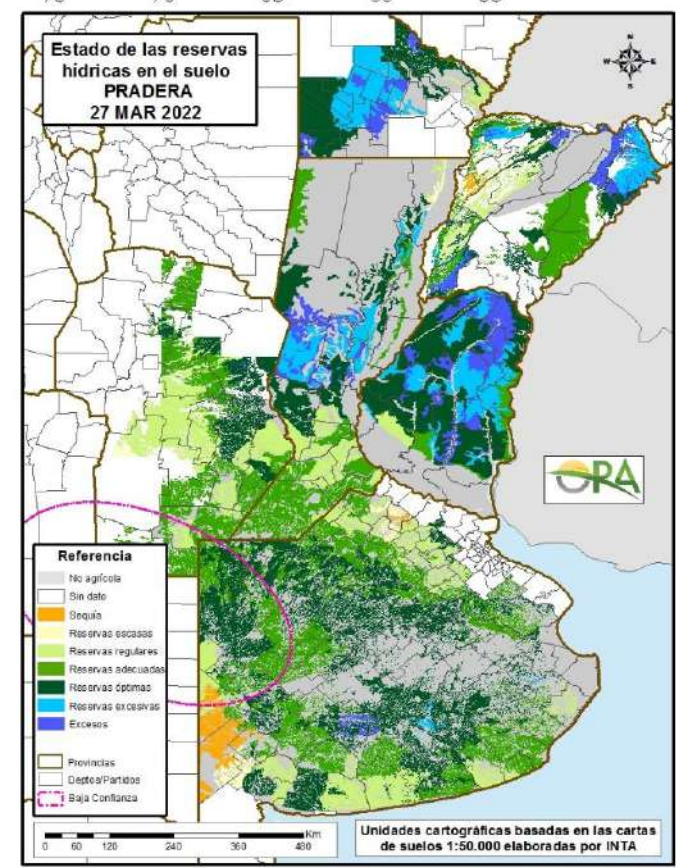 Estado de las reservas
hídricas en el suelo
PRADERA
27 MAR 2022
N
W
E
S
ORA
Referencia
No agrícola
Sin dato
Sequía
Reservas escasas
Reservas regulares
Reservas adecuadas
Reservas óptimas
Reservas excesivas
Excesos
Provincias
Deptos/Partidos
Baja Confianza
Km
0 60 120 240 360 480
Unidades cartográficas basadas en las cartas
de suelos 1:50.000 elaboradas por INTA